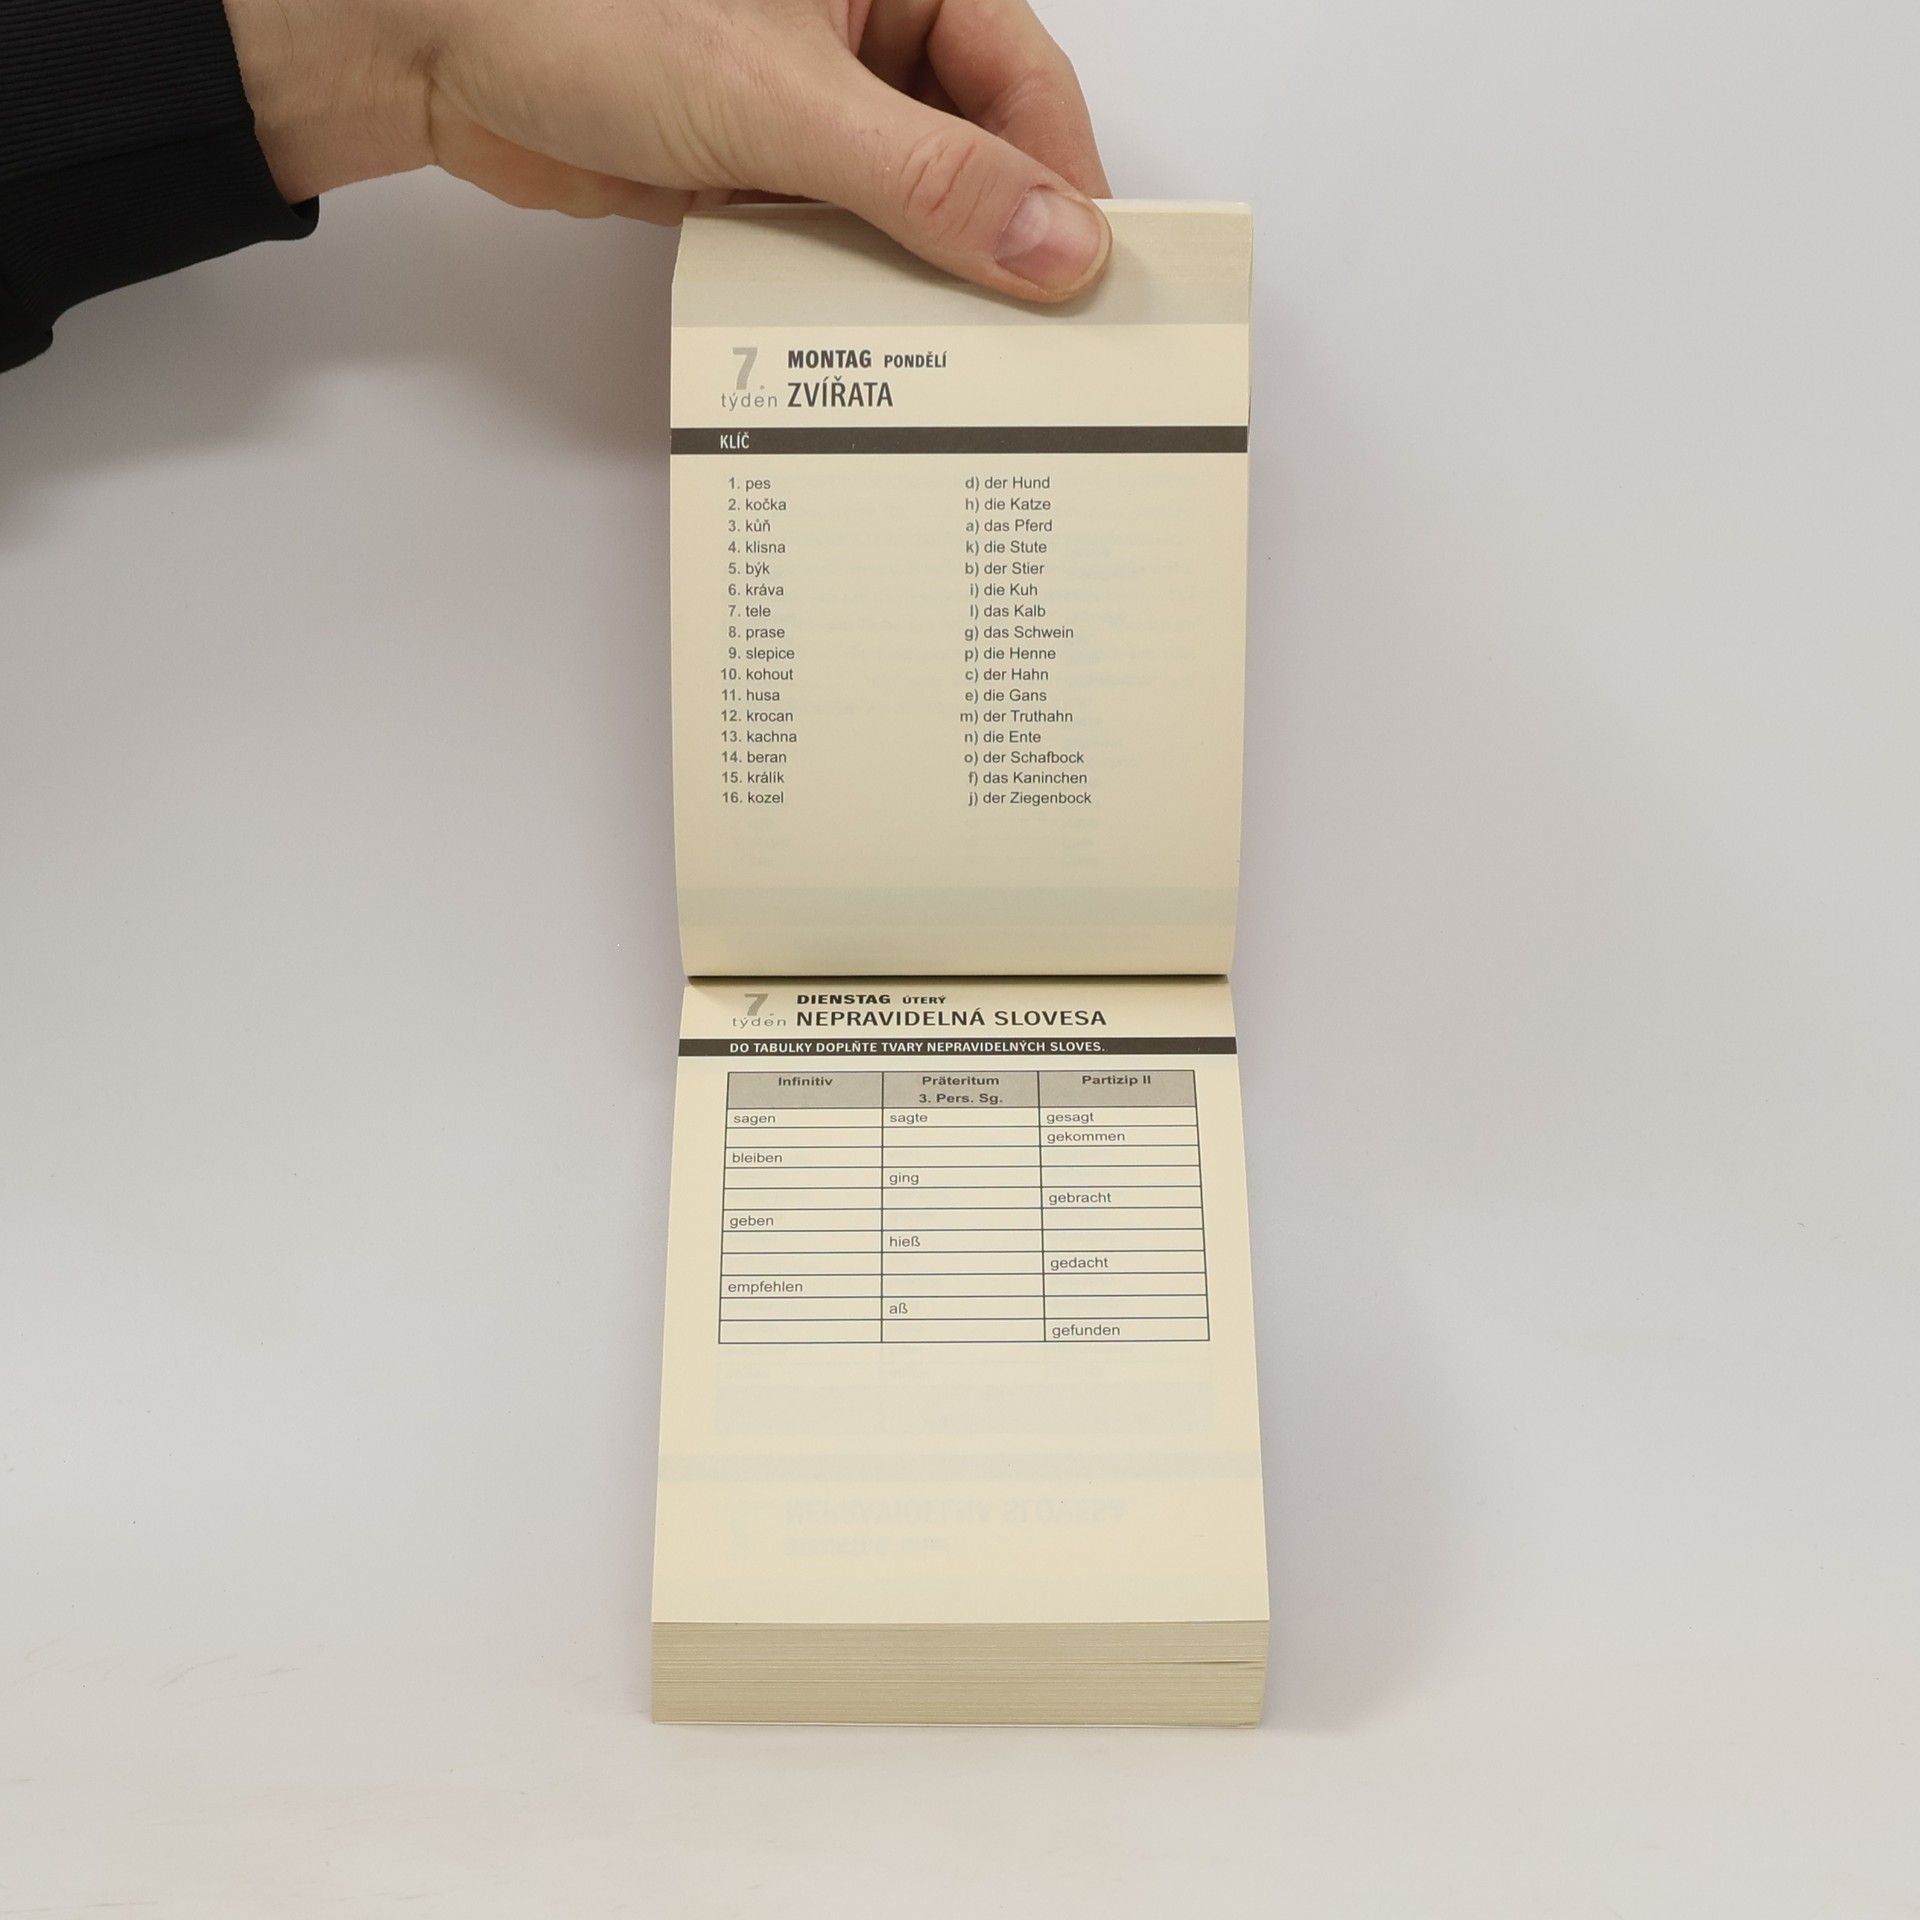 7. MONTAG PONDĚLÍ
týden ZVÍŘATA
KLÍČ
1. pes d) der Hund
2. kočka h) die Katze
3. kůň a) das Pferd
4. klisna k) die Stute
5. býk b) der Stier
6. kráva i) die Kuh
7. tele l) das Kalb
8. prase g) das Schwein
9. slepice p) die Henne
10. kohout c) der Hahn
11. husa e) die Gans
12. krocan m) der Truthahn
13. kachna n) die Ente
14. beran o) der Schafbock
15. králík f) das Kaninchen
16. kozel j) der Ziegenbock
7. DIENSTAG ÚTERÝ
týden NEPRAVIDELNÁ SLOVESA
DO TABULKY DOPLŇTE TVARY NEPRAVIDELNÝCH SLOVES.
Infinitiv Präteritum Partizip II
3. Pers. Sg.
sagen sagte gesagt
gekommen
bleiben
ging
gebracht
geben
hieß
gedacht
empfehlen
aß
gefunden